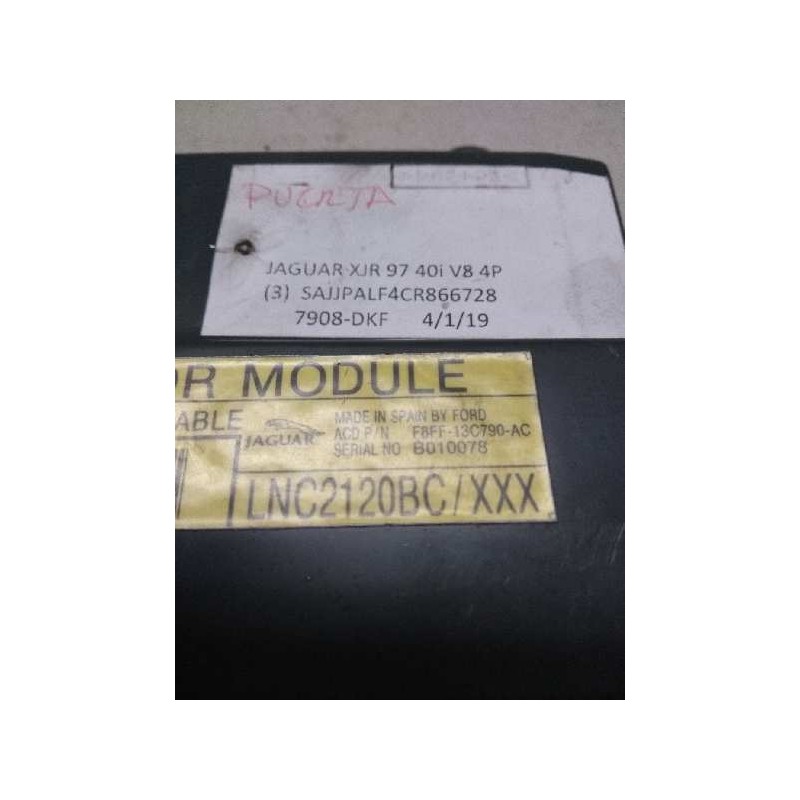 PUERTA
JAGUAR XJR 97 40i V8 4P
(3) SAJJPALF4CR866728
7908-DKF 4/1/19
OR MODULE
ABLE
JAGUAR
MADE IN SPAIN BY FORD
ACD P/N F8FF-13C790-AC
SERIAL NO B010078
LNC2120BC/XXX